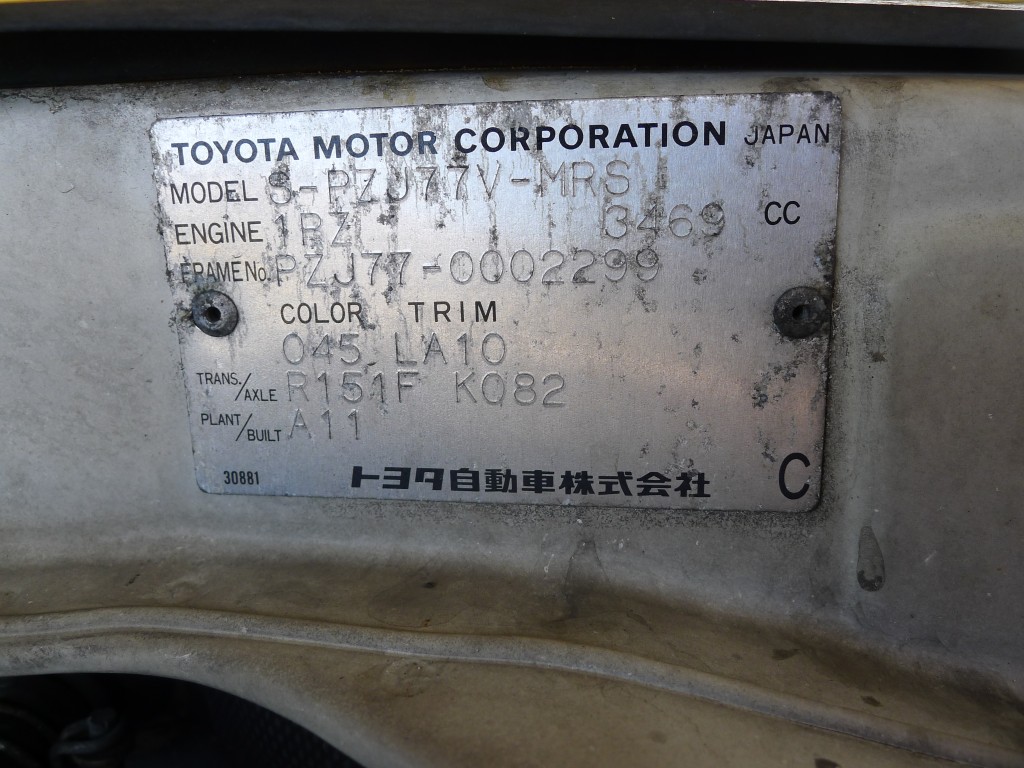 TOYOTA MOTOR CORPORATION JAPAN
MODEL S-PZJ77V-MRS
ENGINE 1PZ 3469 CC
FRAME No. PZJ77-0002299
COLOR TRIM
045 LA10
TRANS./AXLE R151F K082
PLANT/BUILT A11
30881 トヨタ自動車株式会社 C